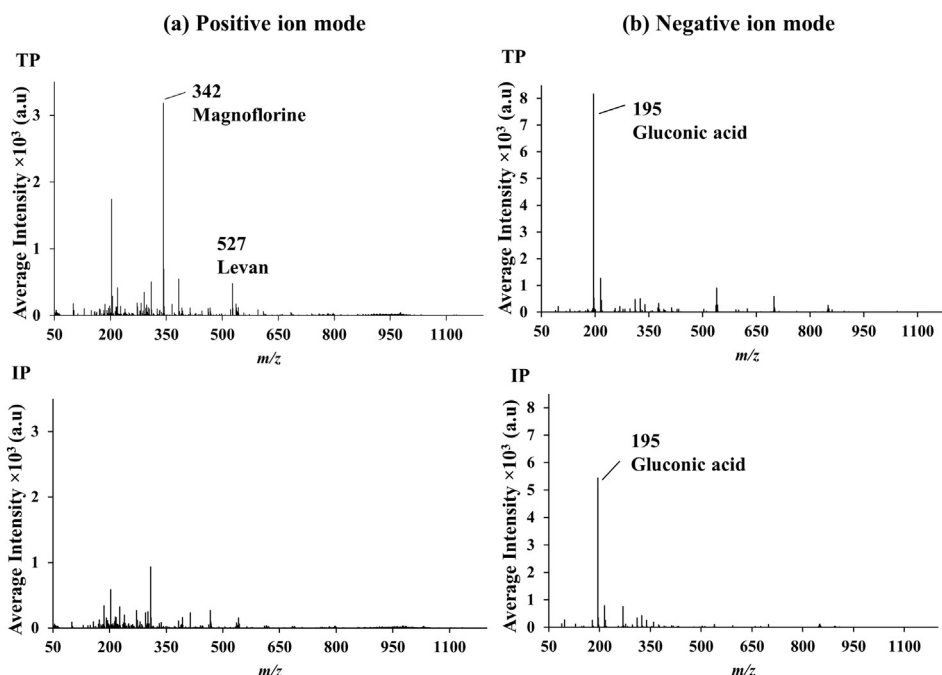 (a) Positive ion mode
TP
Average Intensity ×10³ (a.u)
3
2
1
0
342
Magnoflorine
527
Levan
50 200 350 500 650 800 950 1100
m/z
IP
Average Intensity ×10³ (a.u)
3
2
1
0
50 200 350 500 650 800 950 1100
m/z
(b) Negative ion mode
TP
Average Intensity ×10³ (a.u)
8
7
6
5
4
3
2
1
0
195
Gluconic acid
50 200 350 500 650 800 950 1100
m/z
IP
Average Intensity ×10³ (a.u)
8
7
6
5
4
3
2
1
0
195
Gluconic acid
50 200 350 500 650 800 950 1100
m/z